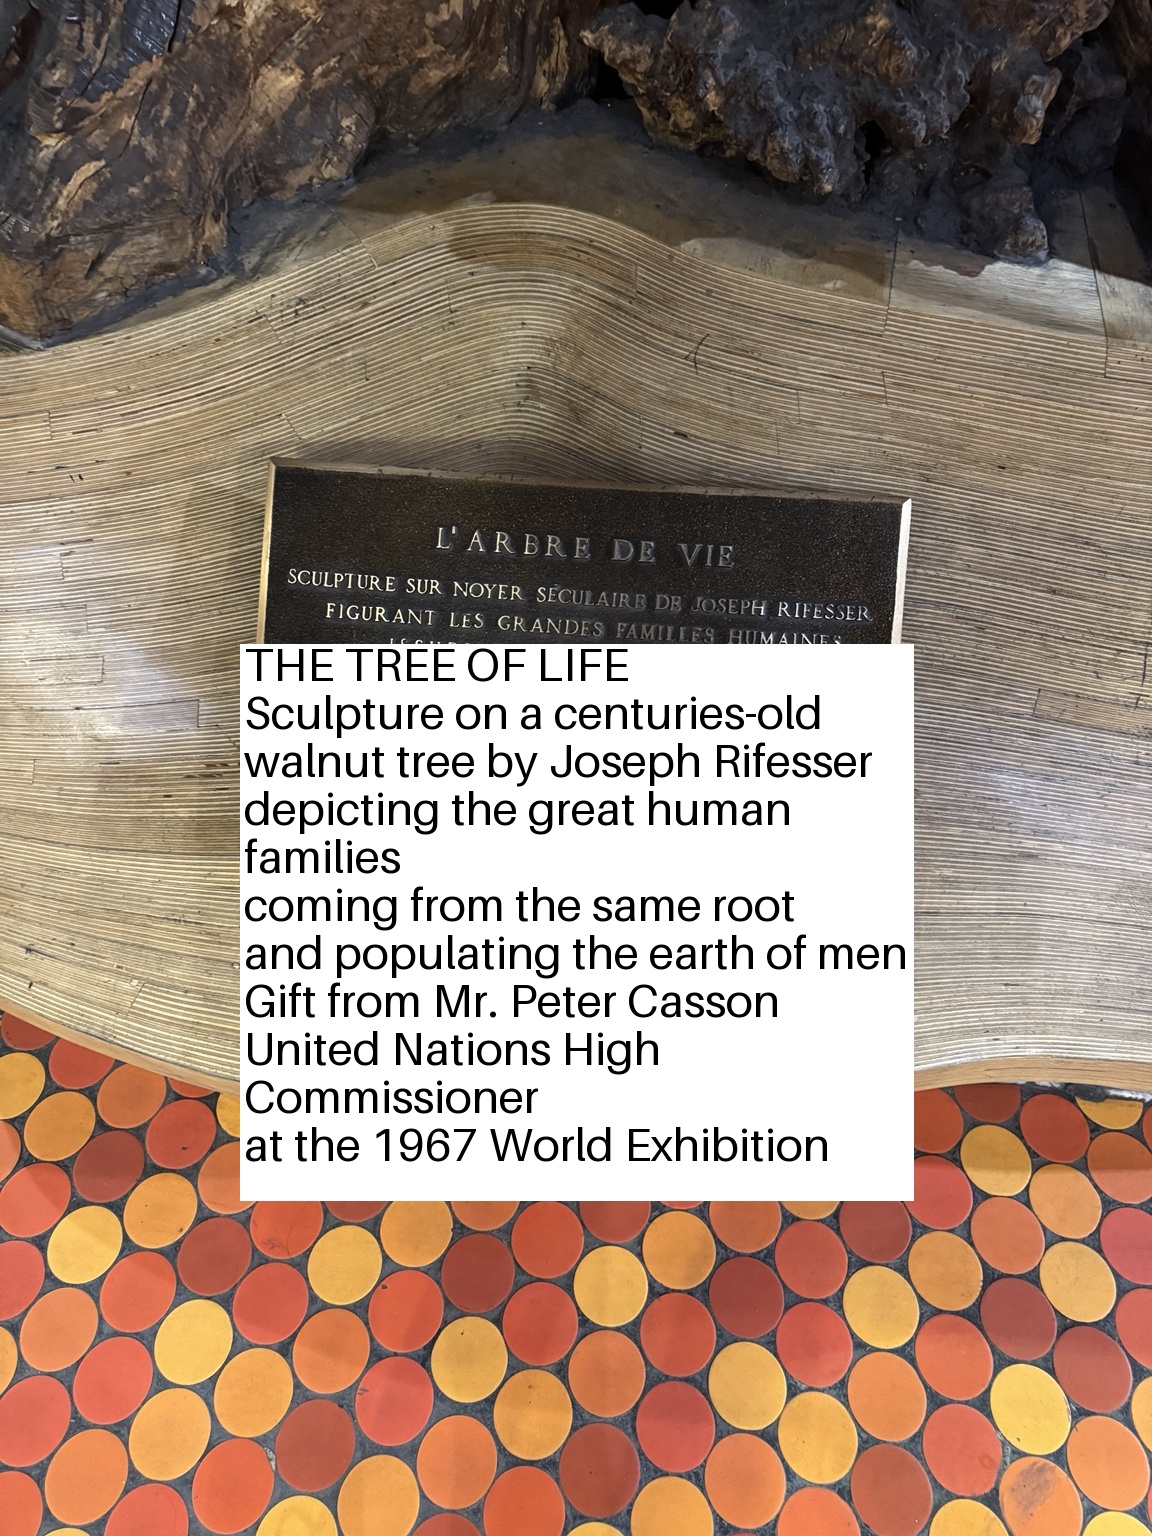 L'ARBRE DE VIE
SCULPTURE SUR NOYER SÉCULAIRE DE JOSEPH RIFESSER
FIGURANT LES GRANDES FAMILLES HUMAINES
THE TREE OF LIFE
Sculpture on a centuries-old
walnut tree by Joseph Rifesser
depicting the great human
families
coming from the same root
and populating the earth of men
Gift from Mr. Peter Casson
United Nations High
Commissioner
at the 1967 World Exhibition